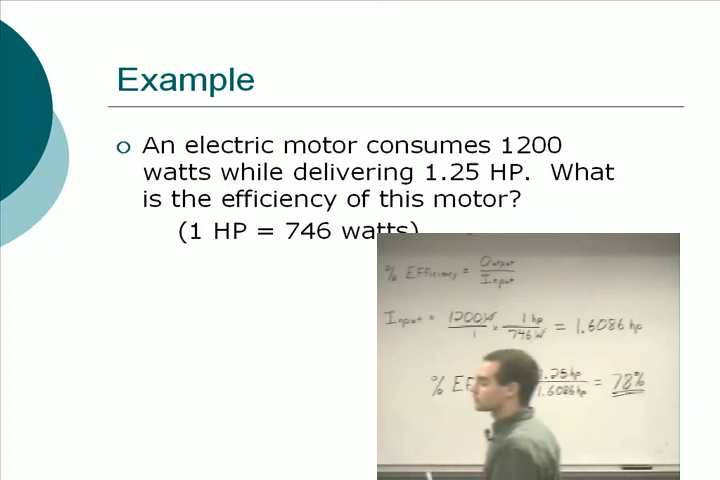 Example
An electric motor consumes 1200
watts while delivering 1.25 HP. What
is the efficiency of this motor?
(1 HP = 746 watts)
% Efficiency = Output / Input
Input = 1200W / 1 x 1 hp / 746 W = 1.6086 hp
% Ef 1.25 hp / 1.6086 hp = 78%